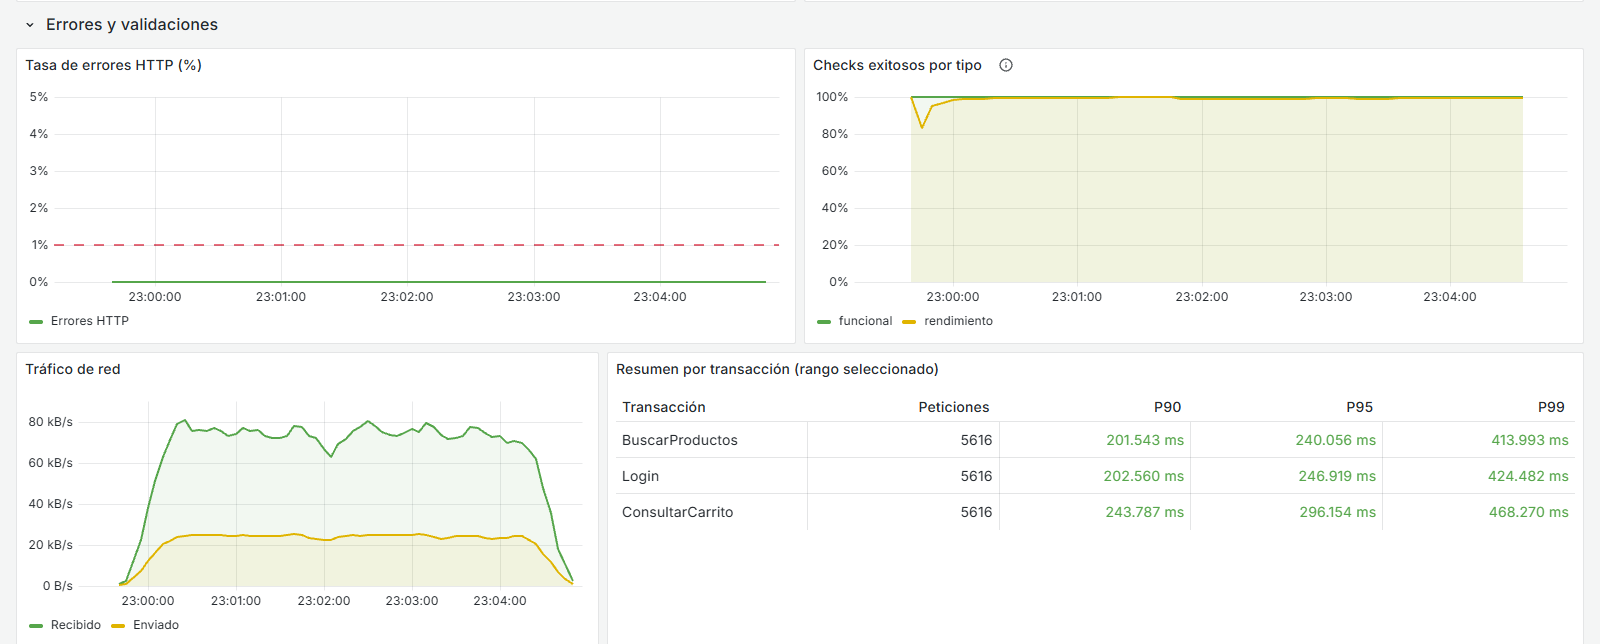 Errores y validaciones
Tasa de errores HTTP (%)
5%
4%
3%
2%
1%
0%
23:00:00 23:01:00 23:02:00 23:03:00 23:04:00
Errores HTTP
Checks exitosos por tipo
100%
80%
60%
40%
20%
0%
23:00:00 23:01:00 23:02:00 23:03:00 23:04:00
funcional rendimiento
Tráfico de red
80 kB/s
60 kB/s
40 kB/s
20 kB/s
0 B/s
23:00:00 23:01:00 23:02:00 23:03:00 23:04:00
Recibido Enviado
Resumen por transacción (rango seleccionado)
Transacción Peticiones P90 P95 P99
BuscarProductos 5616 201.543 ms 240.056 ms 413.993 ms
Login 5616 202.560 ms 246.919 ms 424.482 ms
ConsultarCarrito 5616 243.787 ms 296.154 ms 468.270 ms